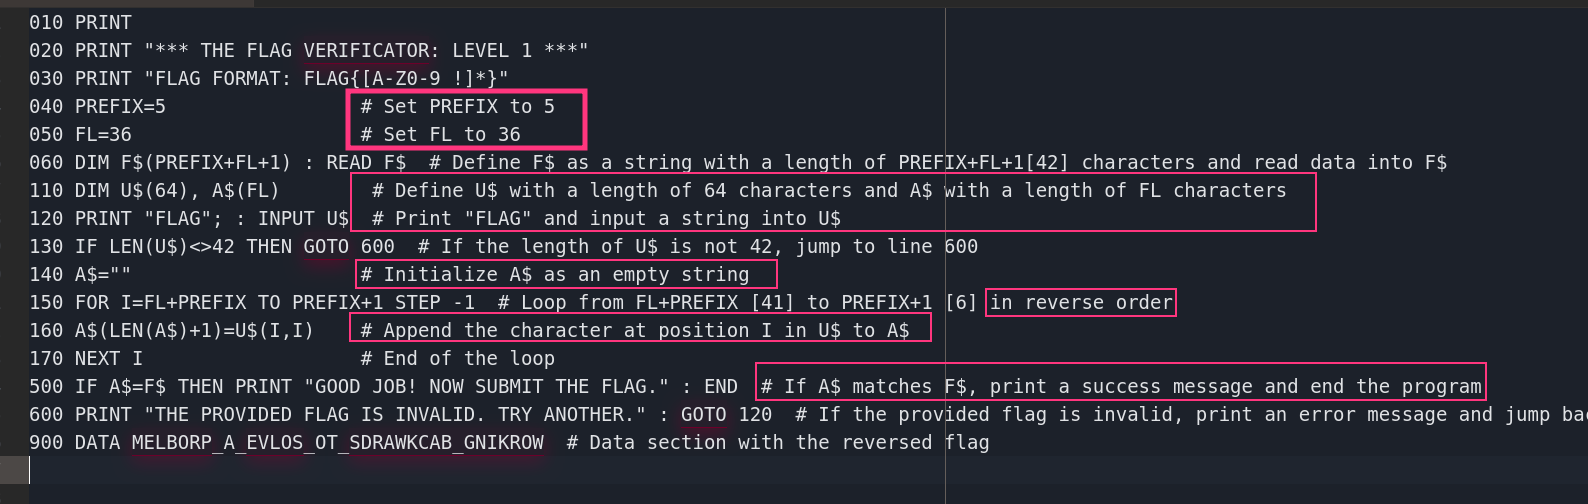 010 PRINT
020 PRINT "*** THE FLAG VERIFICATOR: LEVEL 1 ***"
030 PRINT "FLAG FORMAT: FLAG{[A-Z0-9 !]*}"
040 PREFIX=5 # Set PREFIX to 5
050 FL=36 # Set FL to 36
060 DIM F$(PREFIX+FL+1) : READ F$ # Define F$ as a string with a length of PREFIX+FL+1[42] characters and read data into F$
110 DIM U$(64), A$(FL) # Define U$ with a length of 64 characters and A$ with a length of FL characters
120 PRINT "FLAG"; : INPUT U$ # Print "FLAG" and input a string into U$
130 IF LEN(U$)<>42 THEN GOTO 600 # If the length of U$ is not 42, jump to line 600
140 A$="" # Initialize A$ as an empty string
150 FOR I=FL+PREFIX TO PREFIX+1 STEP -1 # Loop from FL+PREFIX [41] to PREFIX+1 [6] in reverse order
160 A$(LEN(A$)+1)=U$(I,I) # Append the character at position I in U$ to A$
170 NEXT I # End of the loop
500 IF A$=F$ THEN PRINT "GOOD JOB! NOW SUBMIT THE FLAG." : END # If A$ matches F$, print a success message and end the program
600 PRINT "THE PROVIDED FLAG IS INVALID. TRY ANOTHER." : GOTO 120 # If the provided flag is invalid, print an error message and jump
900 DATA MELBORP_A_EVLOS_OT_SDRAWKCAB_GNIKROW # Data section with the reversed flag